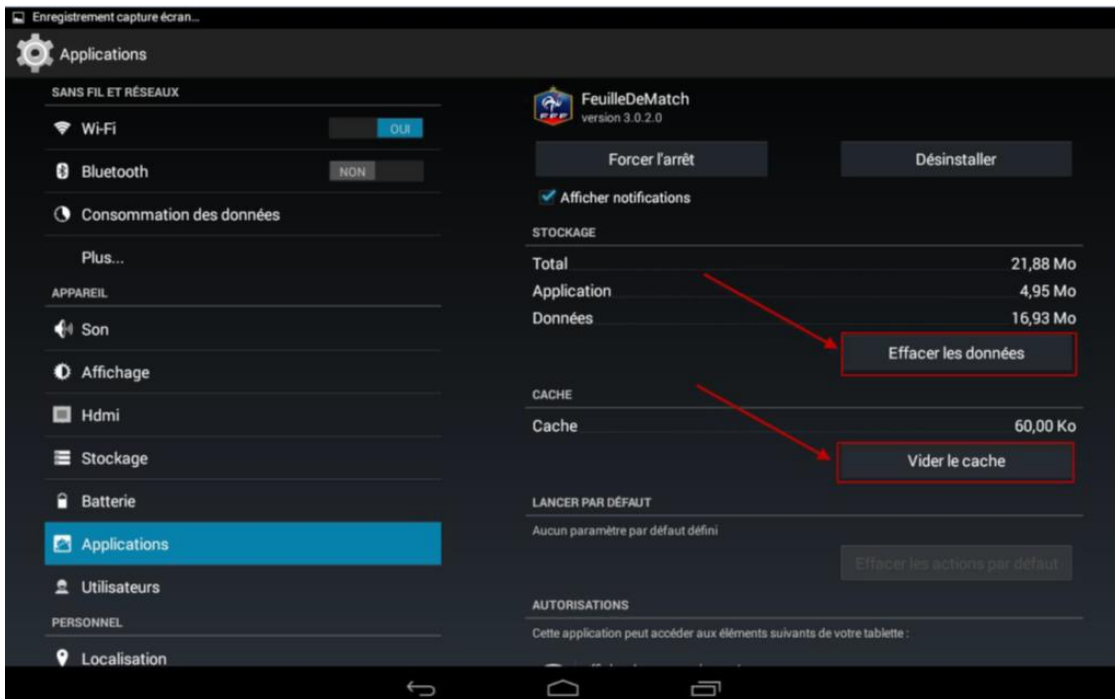 Enregistrement capture écran...
Applications
SANS FIL ET RÉSEAUX
Wi-Fi
OUI
Bluetooth
NON
Consommation des données
Plus...
APPAREIL
Son
Affichage
Hdmi
Stockage
Batterie
Applications
Utilisateurs
PERSONNEL
Localisation
FeuilleDeMatch
version 3.0.2.0
FFF
Forcer l'arrêt
Désinstaller
Afficher notifications
STOCKAGE
Total 21,88 Mo
Application 4,95 Mo
Données 16,93 Mo
Effacer les données
CACHE
Cache 60,00 Ko
Vider le cache
LANCER PAR DÉFAUT
Aucun paramètre par défaut défini
Effacer les actions par défaut
AUTORISATIONS
Cette application peut accéder aux éléments suivants de votre tablette :